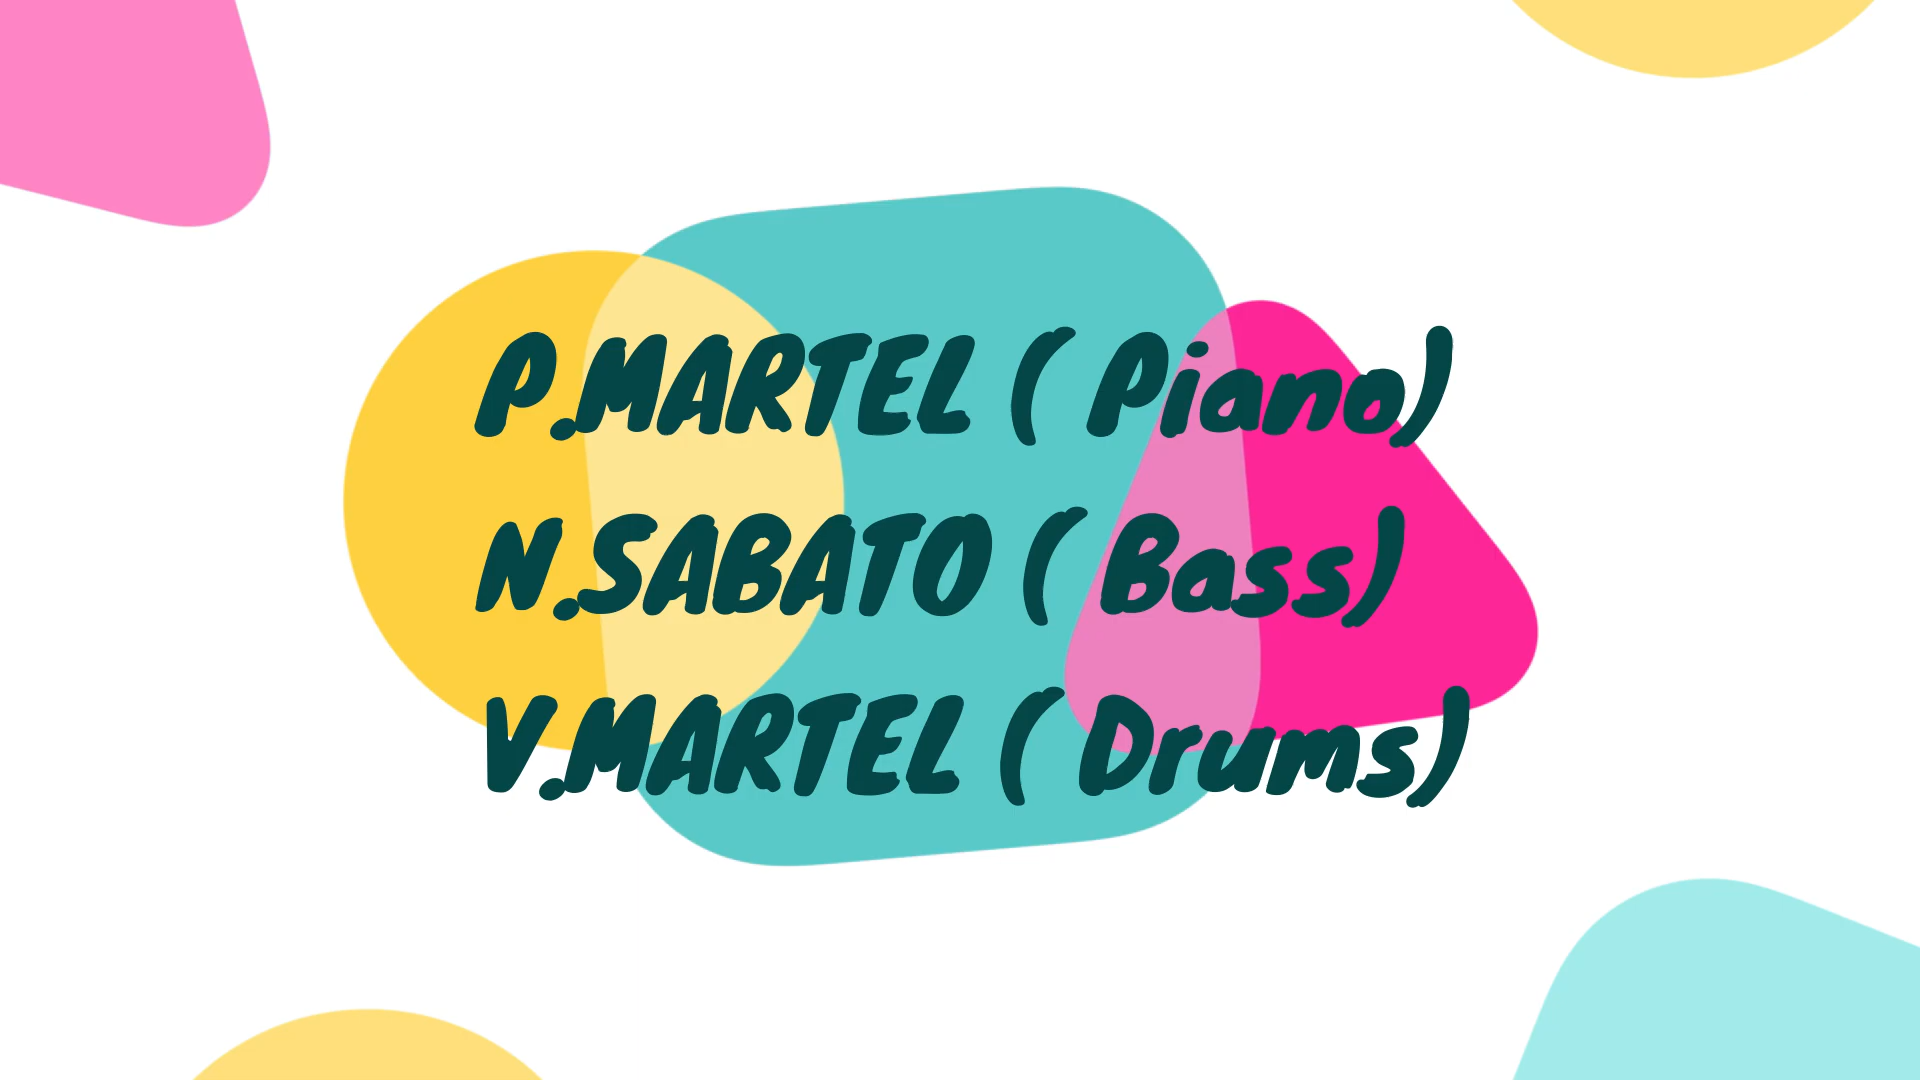 P.MARTEL ( Piano)
N.SABATO ( Bass)
V.MARTEL ( Drums)